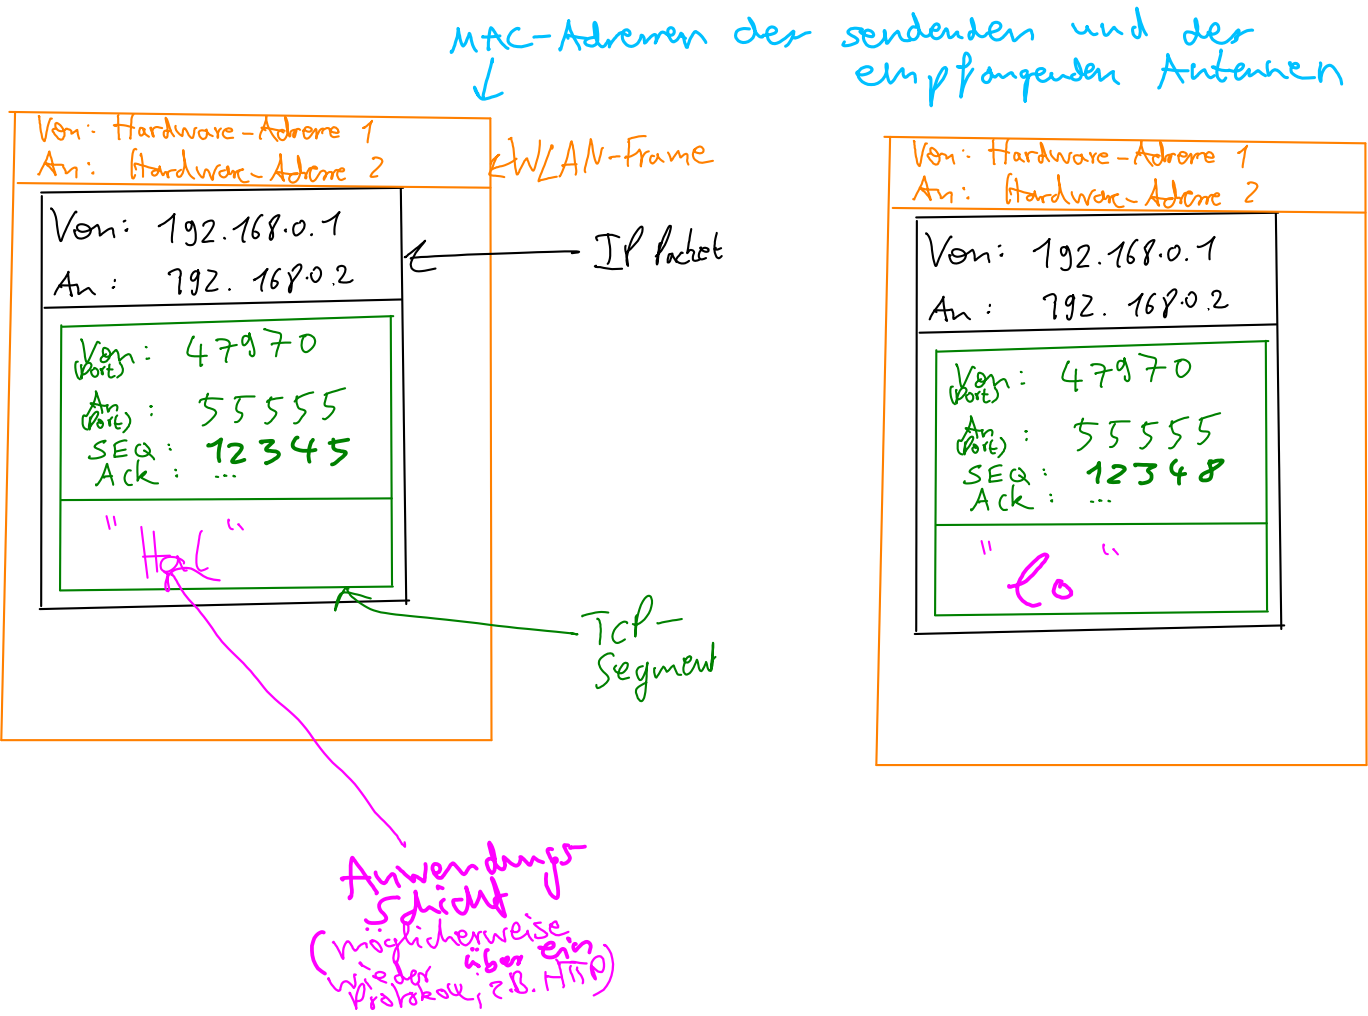 MAC-Adressen der sendenden und der
empfangenden Antennen
Von: Hardware-Adresse 1
An: Hardware-Adresse 2
WLAN-Frame
Von: 192.168.0.1
An: 192.168.0.2
IP Packet
Von: 47970
(Port)
An: 55555
(Port)
SEQ: 12345
Ack: ...
"Hal"
TCP-
Segment
Anwendungs
schicht
(möglicherweise
wieder über ein
Protokoll, z.B. HTTP)
Von: Hardware-Adresse 1
An: Hardware-Adresse 2
Von: 192.168.0.1
An: 192.168.0.2
Von: 47970
(Port)
An: 55555
(Port)
SEQ: 12348
Ack: ...
"lo"